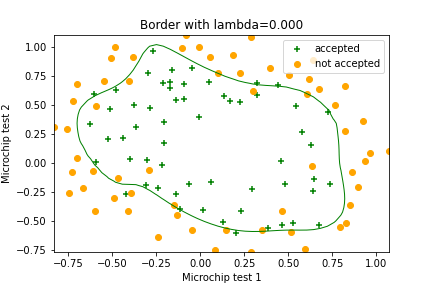 Border with lambda=0.000
accepted
not accepted
Microchip test 2
1.00
0.75
0.50
0.25
0.00
−0.25
−0.50
−0.75
−0.75 −0.50 −0.25 0.00 0.25 0.50 0.75 1.00
Microchip test 1